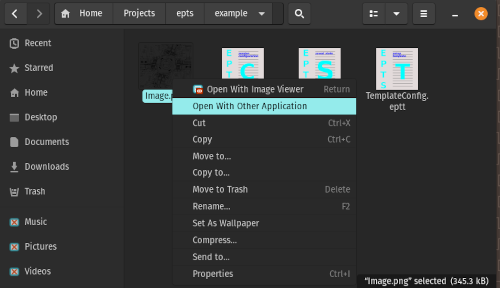 Home
Projects
epts
example
Recent
Starred
Home
Desktop
Documents
Downloads
Trash
Music
Pictures
Videos
E P T S
C
E P T S
S
E P T S
T
TemplateConfig.
eptt
Open With Image Viewer Return
Open With Other Application
Cut Ctrl+X
Copy Ctrl+C
Move to...
Copy to...
Move to Trash Delete
Rename... F2
Set As Wallpaper
Compress...
Send to...
Properties Ctrl+I
"Image.png" selected (345.3 kB)